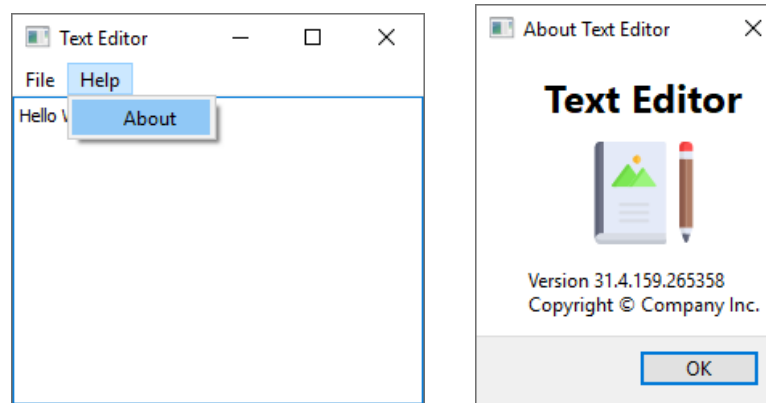 Text Editor
File Help
Hello
About
About Text Editor
Text Editor
Version 31.4.159.265358
Copyright © Company Inc.
OK